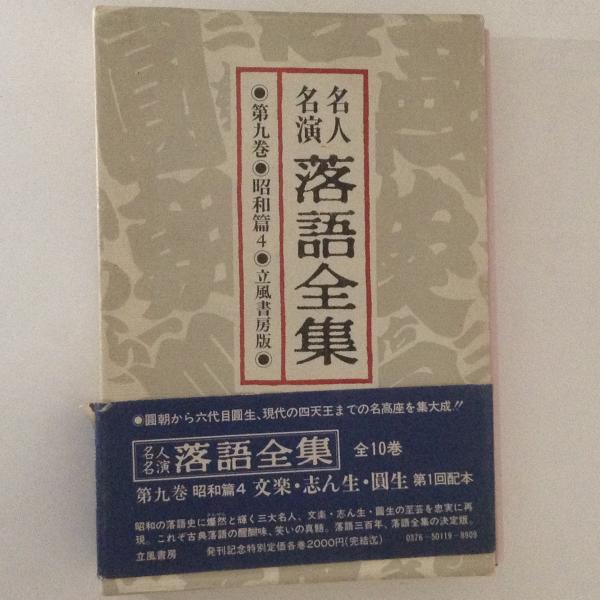 名人
名演
落語全集
◉第九巻◉昭和篇4◉立風書房版◉
●圓朝から六代目圓生、現代の四天王までの名高座を集大成!!
名人
名演 落語全集 全10巻
第九巻 昭和篇4 文楽・志ん生・圓生 第1回配本
昭和の落語史に燦然と輝く三大名人、文楽・志ん生・圓生の至芸を忠実に再
現。これぞ古典落語の醍醐味、笑いの真髄。落語三百年、落語全集の決定版。
立風書房 発刊記念特別定価各巻2000円(完結迄) 0376-50119-8909